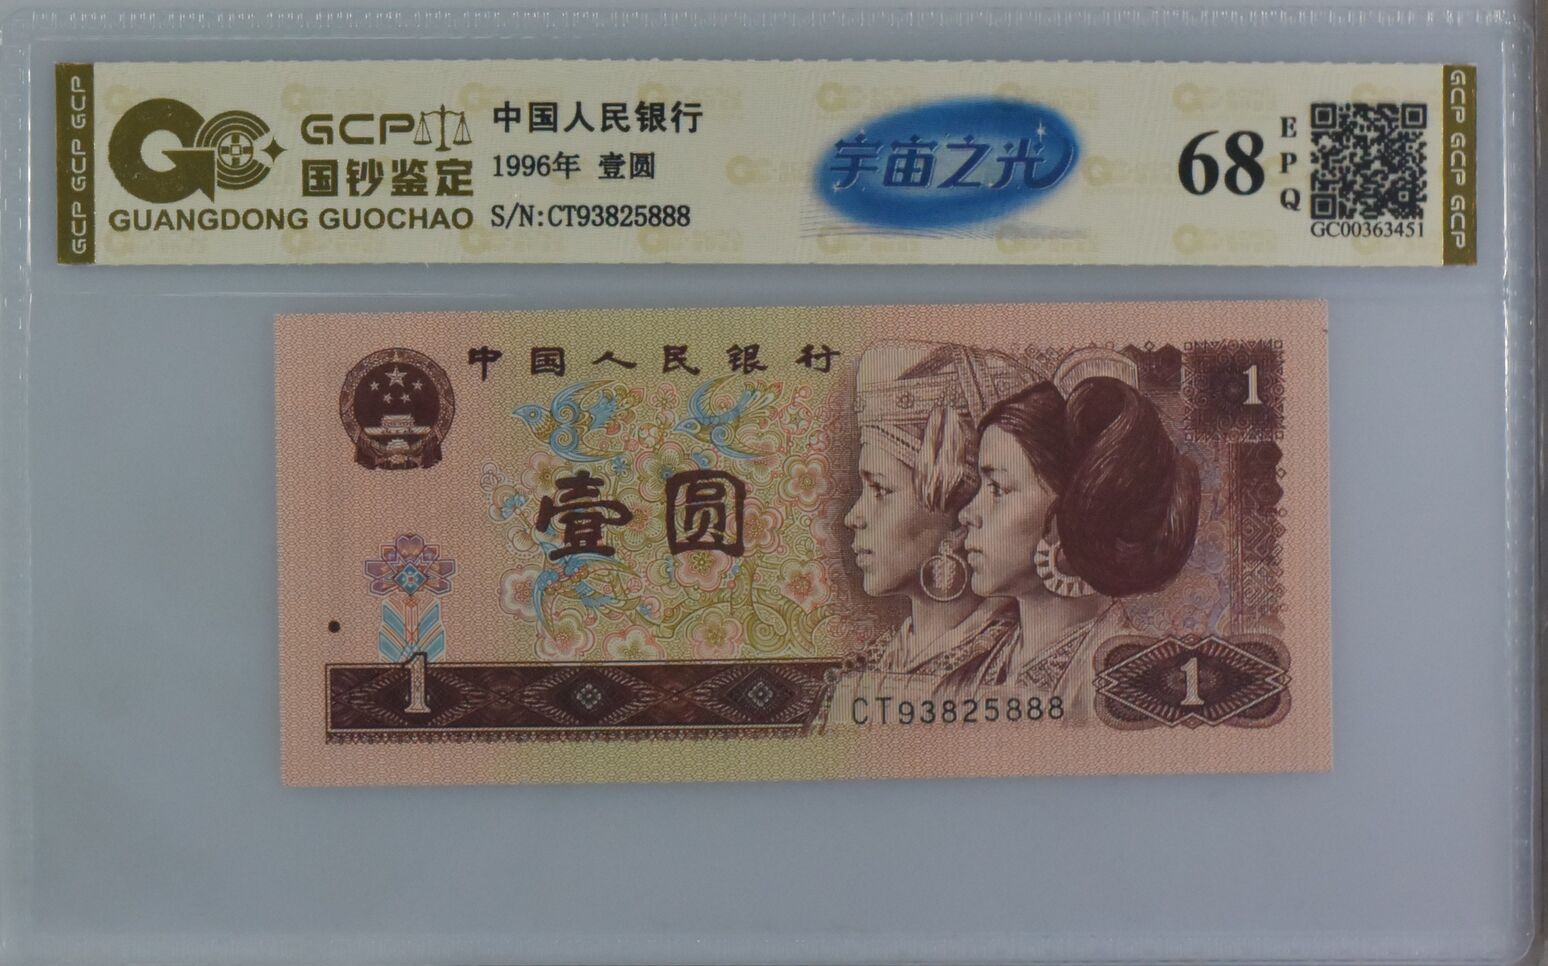 GCP GCP GCP
GCP
国钞鉴定
GUANGDONG GUOCHAO
中国人民银行
1996年 壹圆
S/N:CT93825888
宇宙之光
68
EPQ
GC00363451
GCP GCP GCP
中国人民银行
1
壹圆
1
CT93825888
1